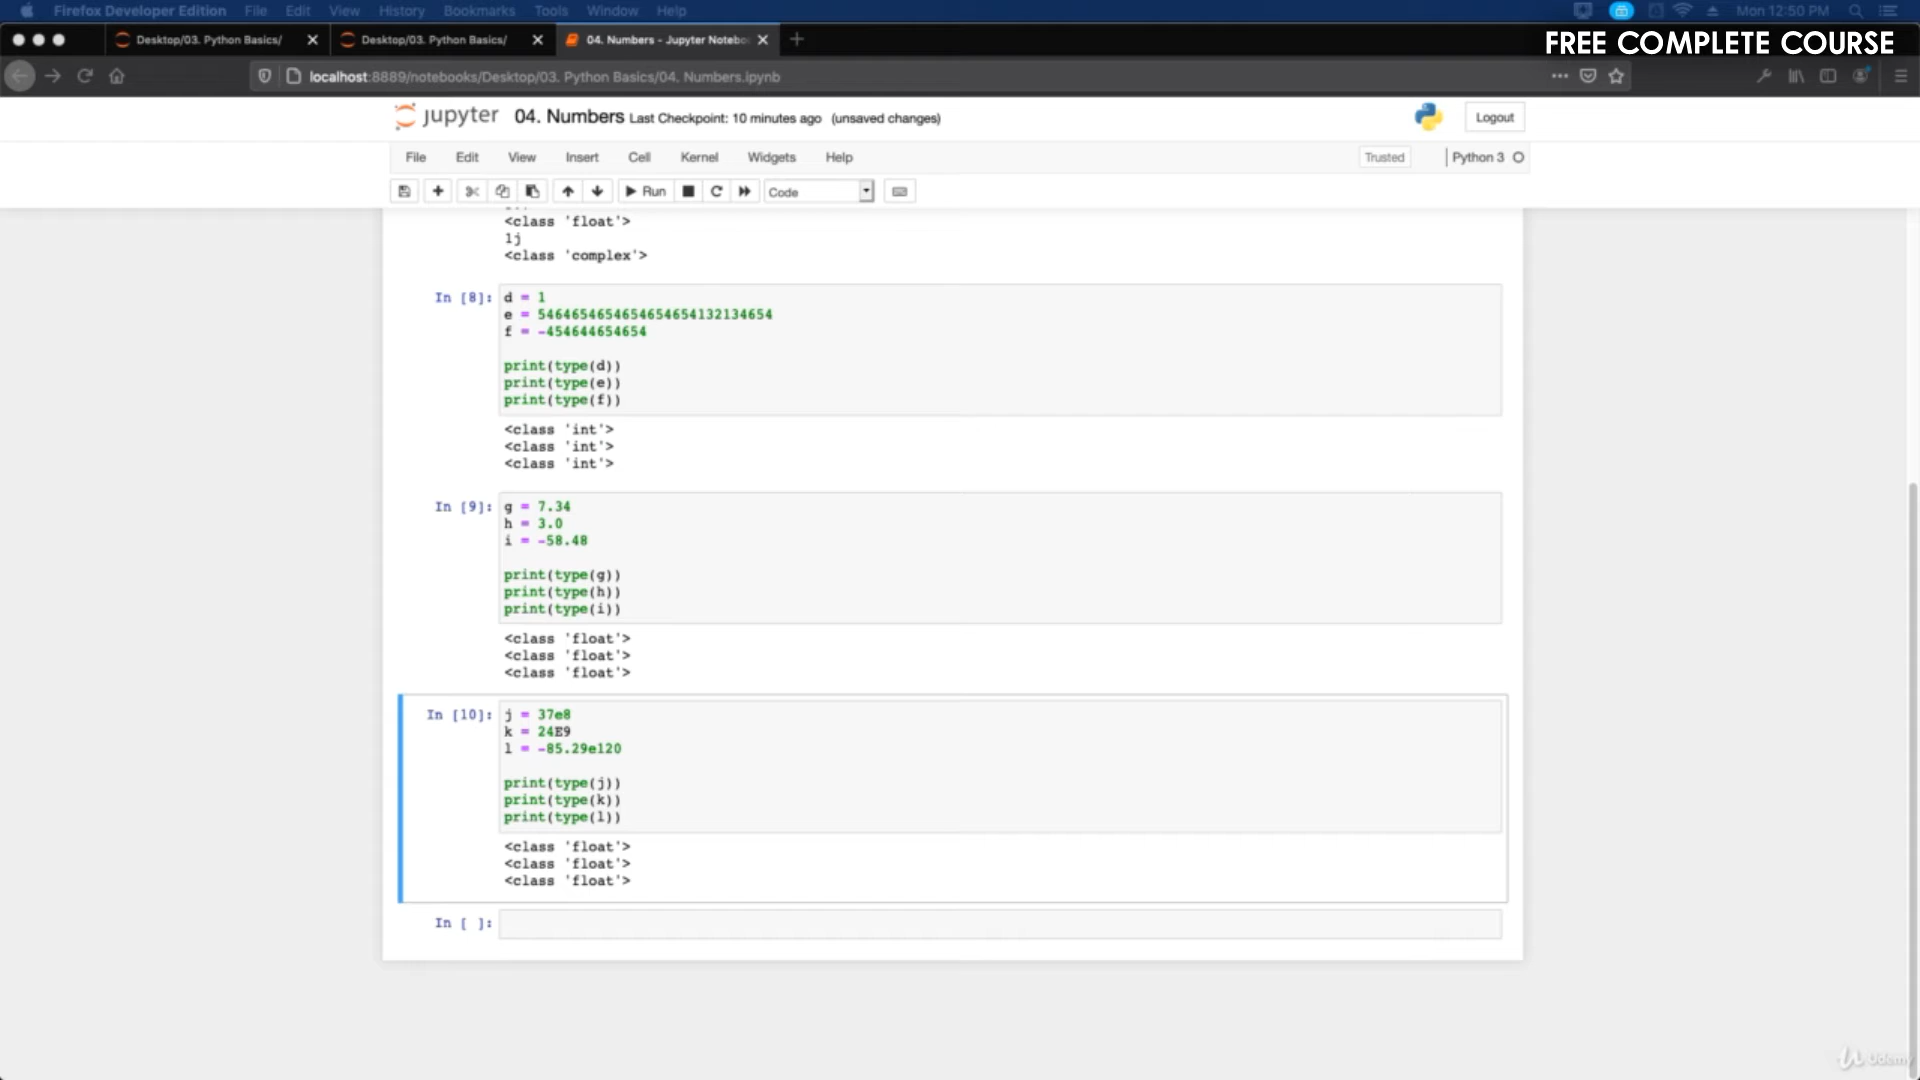 Firefox Developer Edition File Edit View History Bookmarks Tools Window Help Mon 12:50 PM
Desktop/03. Python Basics/ Desktop/03. Python Basics/ 04. Numbers - Jupyter Notebo
FREE COMPLETE COURSE
localhost:8889/notebooks/Desktop/03. Python Basics/04. Numbers.ipynb
jupyter 04. Numbers Last Checkpoint: 10 minutes ago (unsaved changes) Logout
File Edit View Insert Cell Kernel Widgets Help Trusted Python 3
Run Code
<class 'float'>
1j
<class 'complex'>
In [8]: d = 1
e = 5464654654654654654132134654
f = -454644654654
print(type(d))
print(type(e))
print(type(f))
<class 'int'>
<class 'int'>
<class 'int'>
In [9]: g = 7.34
h = 3.0
i = -58.48
print(type(g))
print(type(h))
print(type(i))
<class 'float'>
<class 'float'>
<class 'float'>
In [10]: j = 37e8
k = 24E9
l = -85.29e120
print(type(j))
print(type(k))
print(type(l))
<class 'float'>
<class 'float'>
<class 'float'>
In [ ]:
Udemy